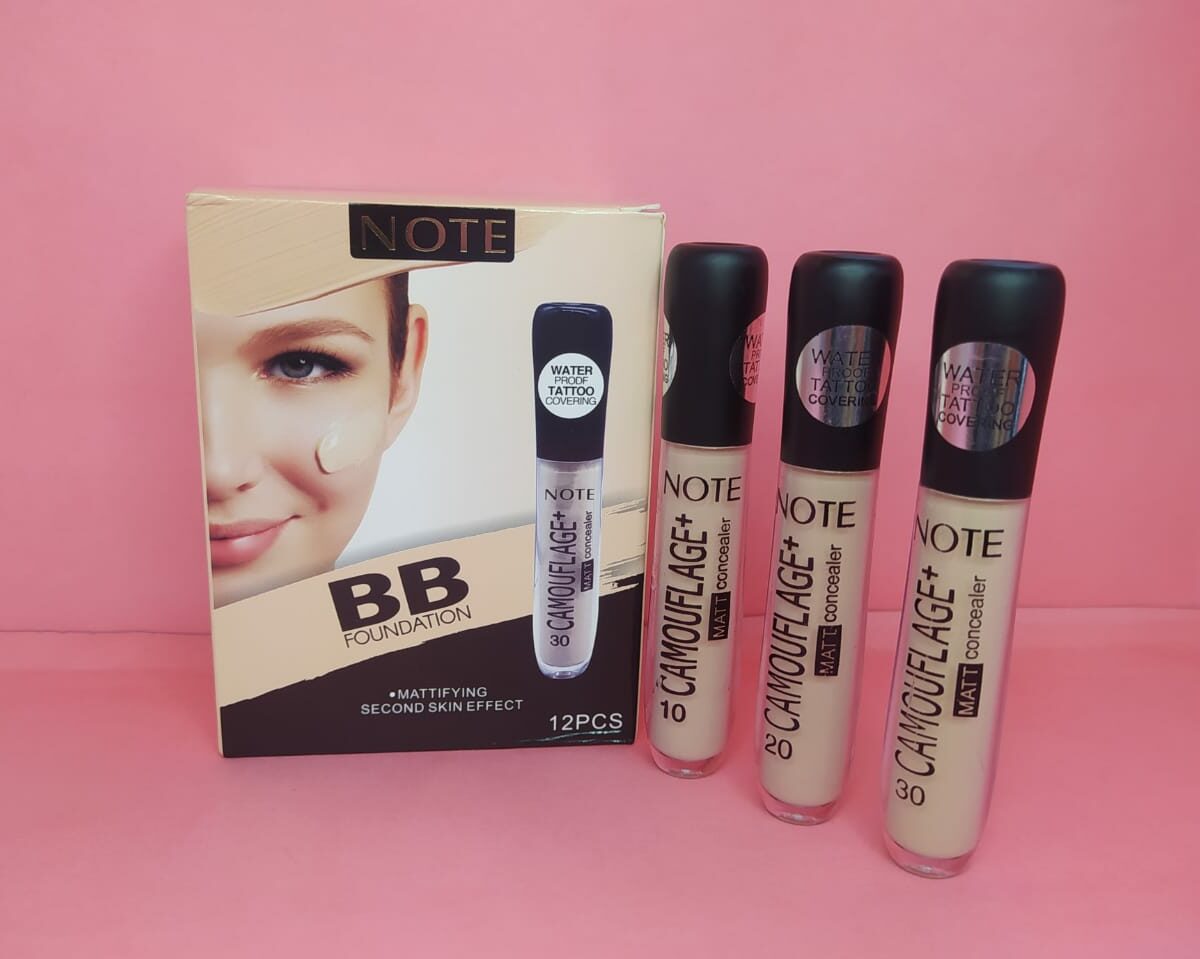 NOTE
WATER
PROOF
TATTOO
COVERING
NOTE
30 CAMOUFLAGE+
MATT concealer
BB
FOUNDATION
•MATTIFYING
SECOND SKIN EFFECT
12PCS
NOTE
10 CAMOUFLAGE+
MATT concealer
WATER
PROOF
TATTOO
COVERING
NOTE
20 CAMOUFLAGE+
MATT concealer
WATER
PROOF
TATTOO
COVERING
NOTE
30 CAMOUFLAGE+
MATT concealer